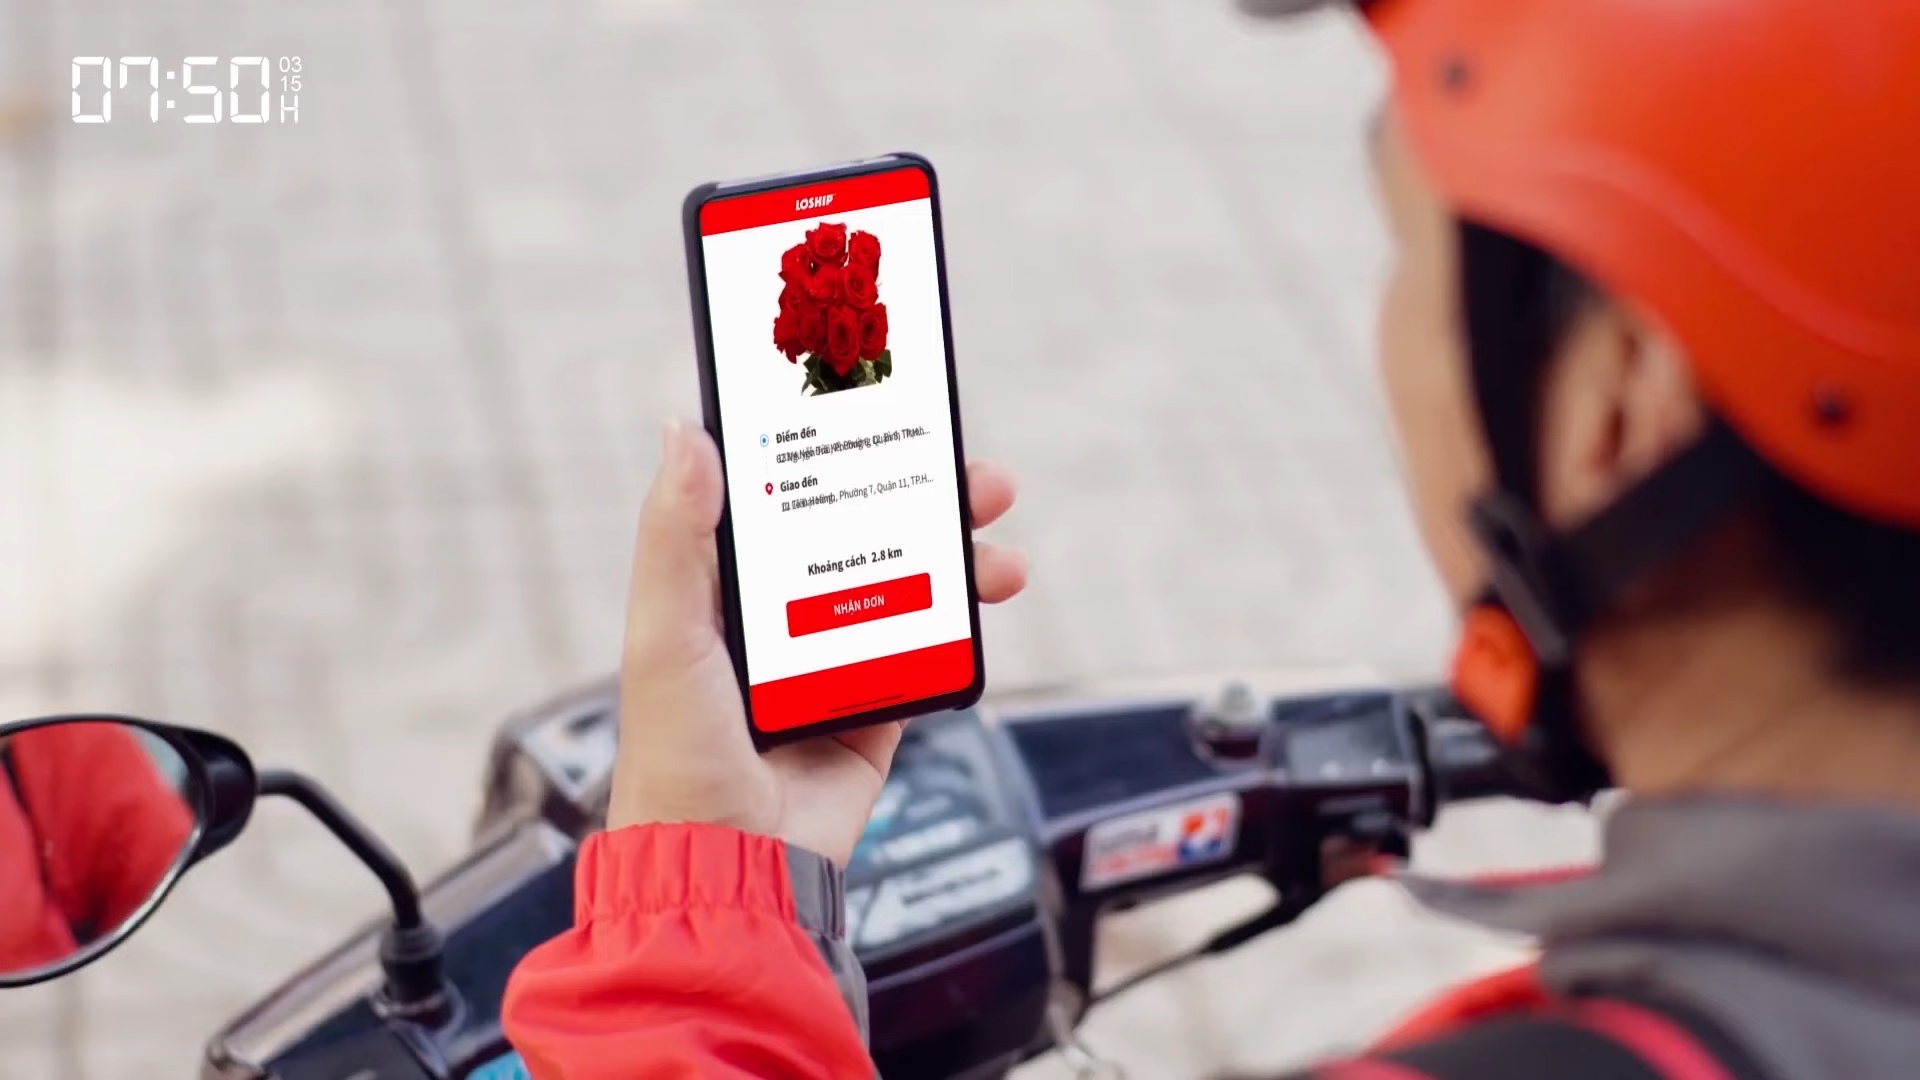 07:50
03
15
H
LOSHIP
Điểm đến
Giao đến
Phường 7, Quận 11, TP.H...
Khoảng cách 2.8 km
NHẬN ĐƠN